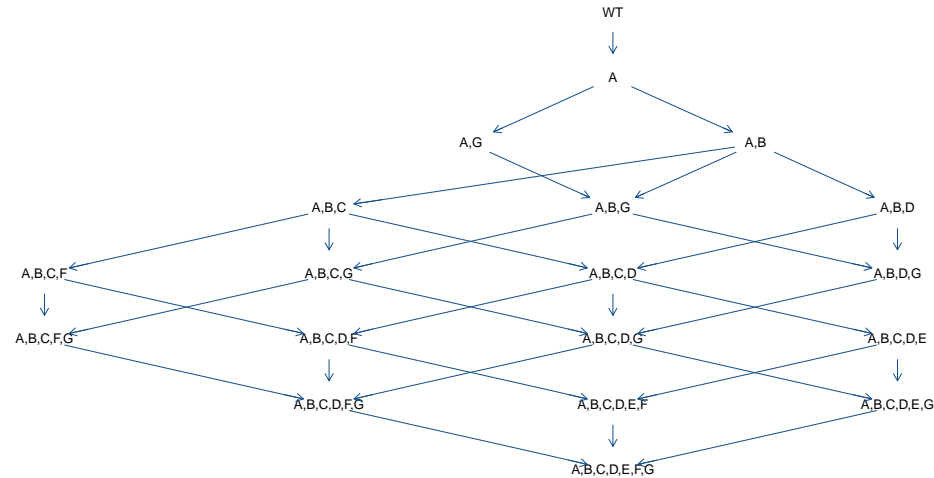 WT
A
A,G
A,B
A,B,C
A,B,G
A,B,D
A,B,C,F
A,B,C,G
A,B,C,D
A,B,D,G
A,B,C,F,G
A,B,C,D,F
A,B,C,D,G
A,B,C,D,E
A,B,C,D,F,G
A,B,C,D,E,F
A,B,C,D,E,G
A,B,C,D,E,F,G